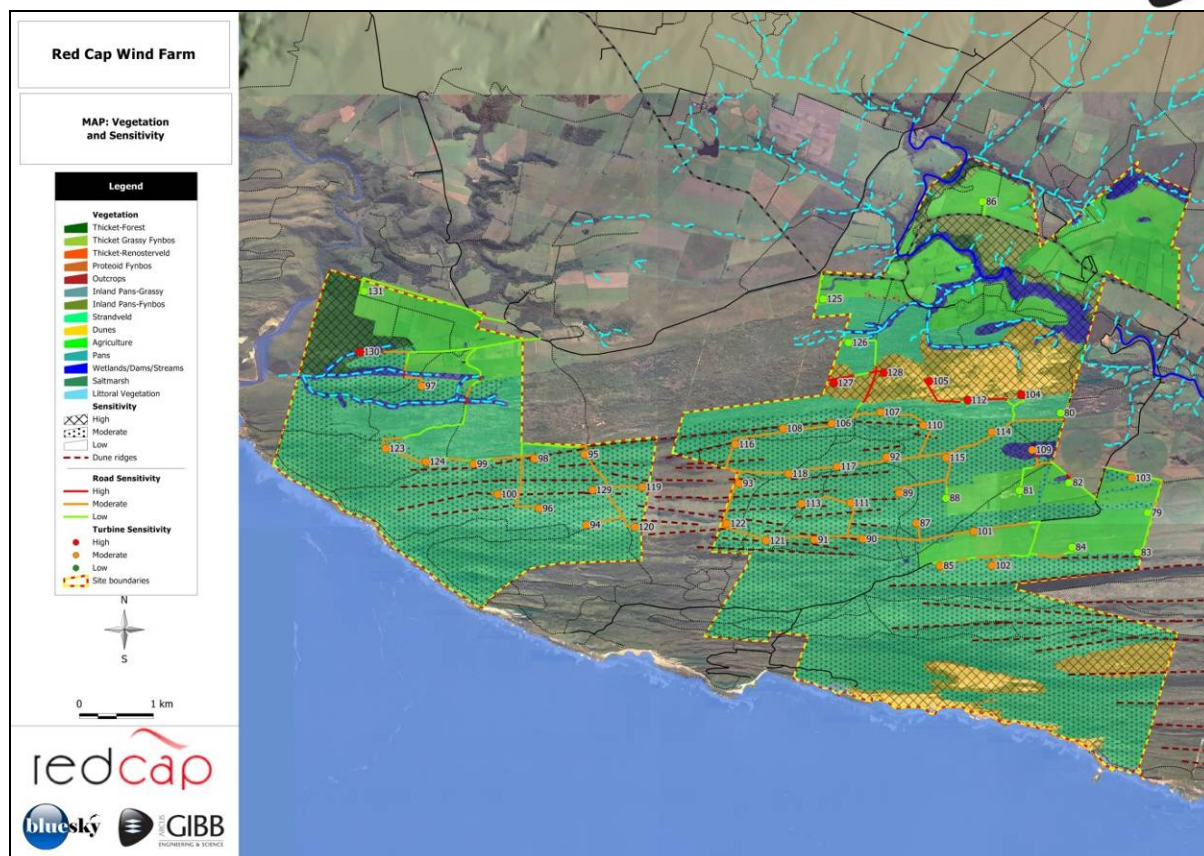 Red Cap Wind Farm
MAP: Vegetation
and Sensitivity
Legend
Vegetation
Thicket-Forest
Thicket Grassy Fynbos
Thicket-Renosterveld
Proteoid Fynbos
Outcrops
Inland Pans-Grassy
Inland Pans-Fynbos
Strandveld
Dunes
Agriculture
Pans
Wetlands/Dams/Streams
Saltmarsh
Littoral Vegetation
Sensitivity
High
Moderate
Low
Dune ridges
Road Sensitivity
High
Moderate
Low
Turbine Sensitivity
High
Moderate
Low
Site boundaries
N
S
0 1 km
redcap
bluesky
ARCUS
GIBB
ENGINEERING & SCIENCE
86
131
125
130
126
128
127
105
97
104
112
107
80
106
108
110
114
116
123
95
109
98
92
115
124
99
117
118
103
82
93
119
129
81
89
100
88
113
111
79
96
122
87
94
120
101
121
91
90
84
83
85
102